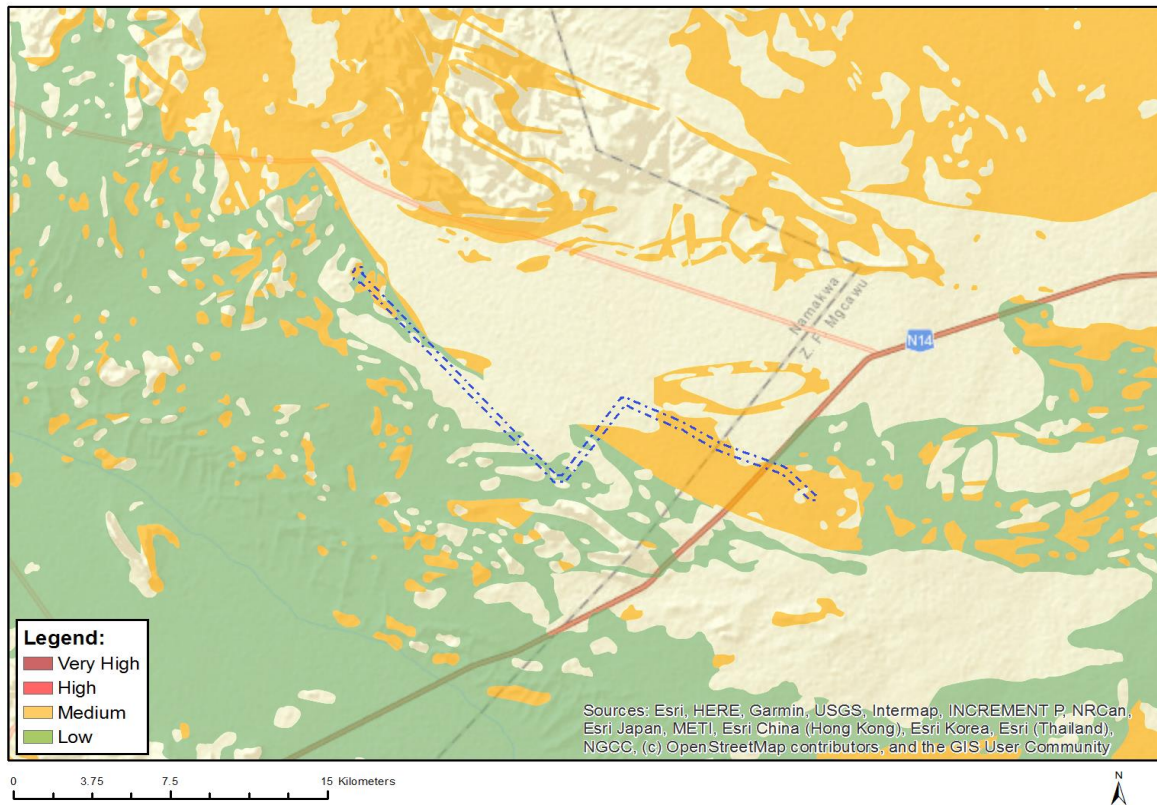 Namakwa
Z. F Mgcawu
N14
Legend:
Very High
High
Medium
Low
Sources: Esri, HERE, Garmin, USGS, Intermap, INCREMENT P, NRCan,
Esri Japan, METI, Esri China (Hong Kong), Esri Korea, Esri (Thailand),
NGCC, (c) OpenStreetMap contributors, and the GIS User Community
0 3.75 7.5 15 Kilometers
N